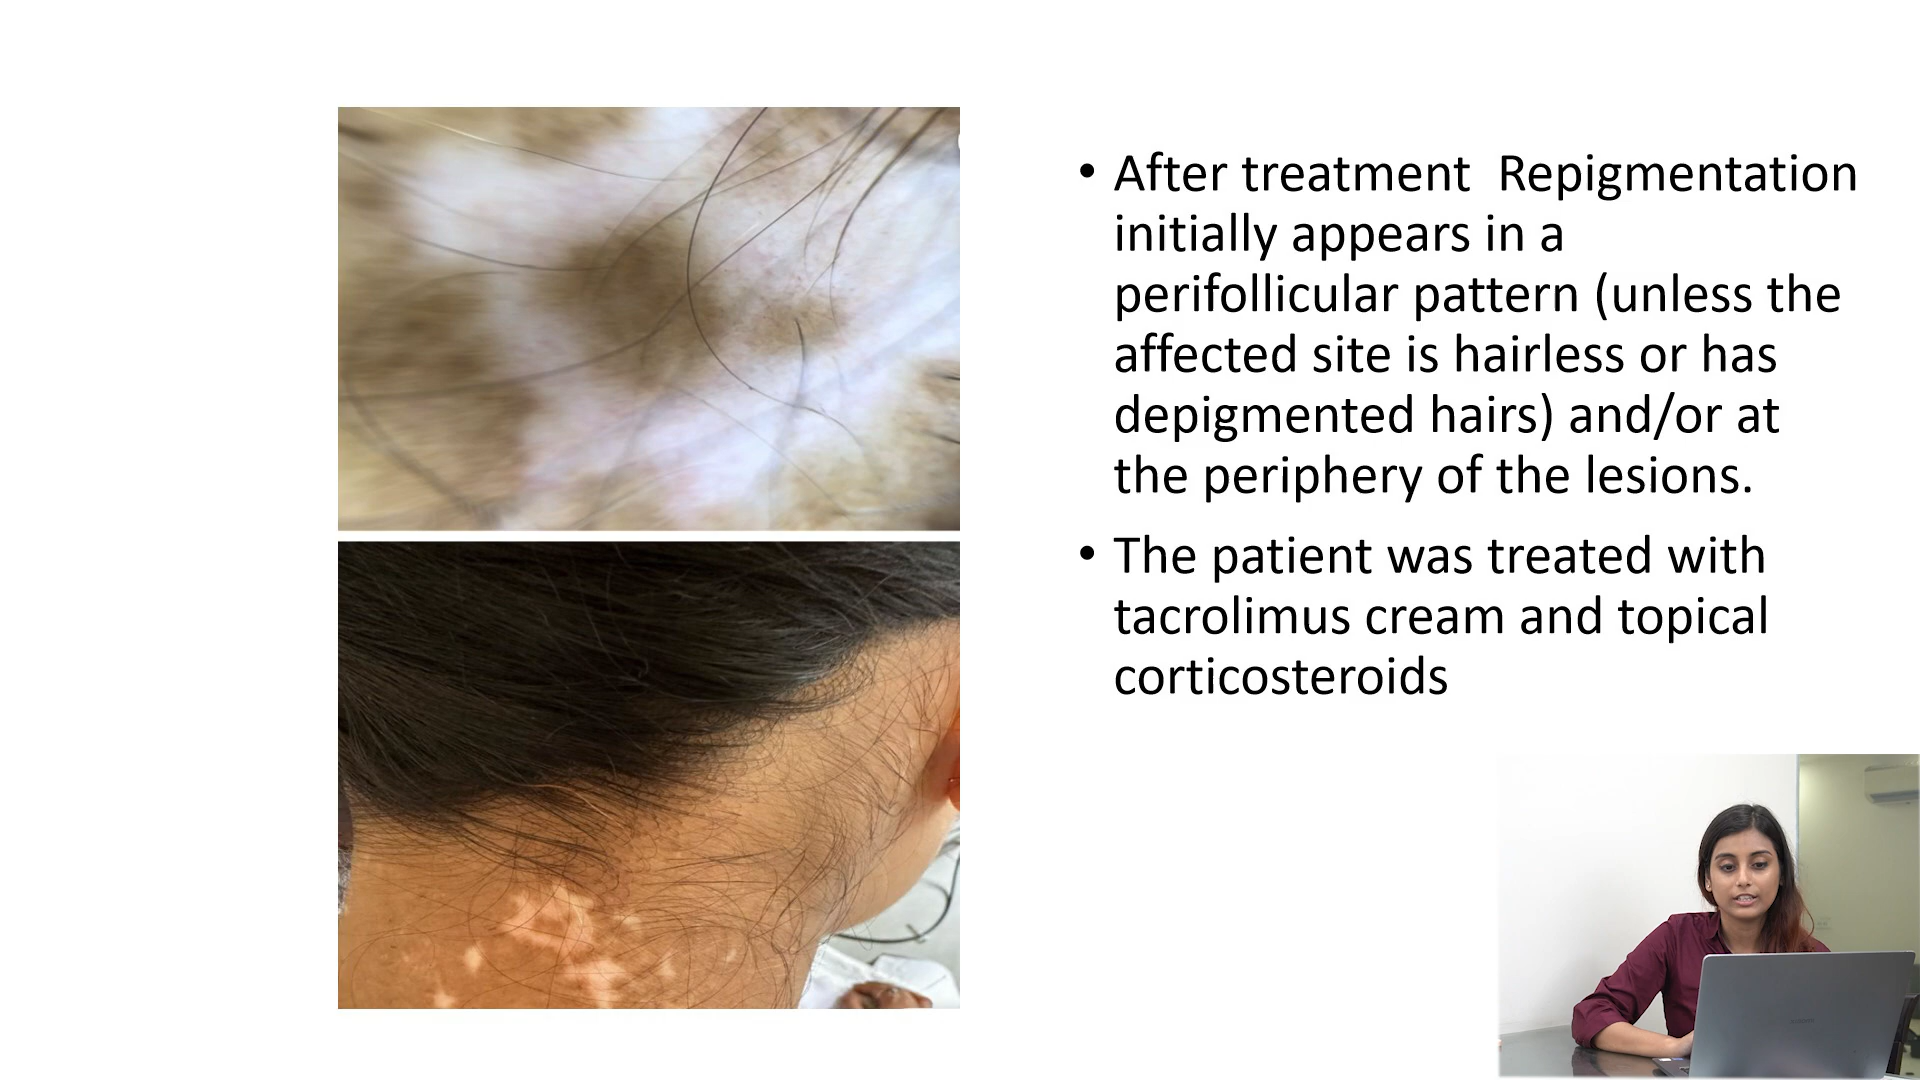 • After treatment  Repigmentation
initially appears in a
perifollicular pattern (unless the
affected site is hairless or has
depigmented hairs) and/or at
the periphery of the lesions.
• The patient was treated with
tacrolimus cream and topical
corticosteroids